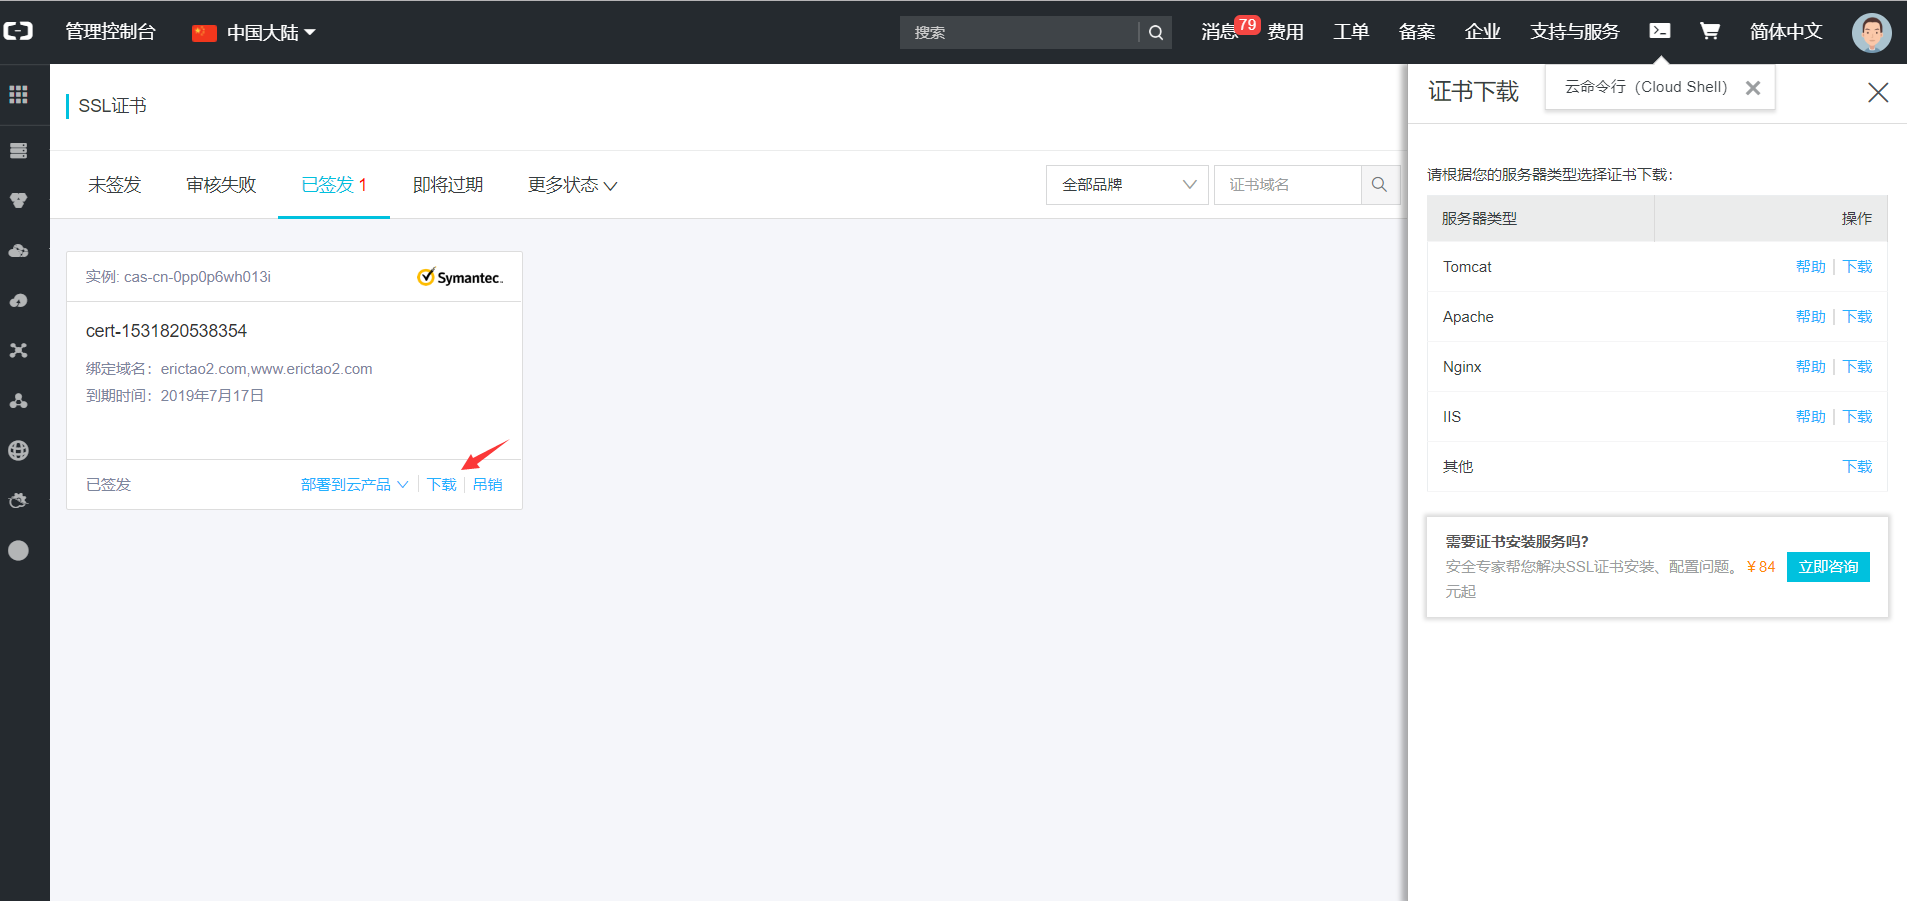 管理控制台
中国大陆
搜索
消息 79
费用
工单
备案
企业
支持与服务
简体中文
SSL证书
未签发
审核失败
已签发 1
即将过期
更多状态
全部品牌
证书域名
实例: cas-cn-0pp0p6wh013i
Symantec.
cert-1531820538354
绑定域名：erictao2.com,www.erictao2.com
到期时间：2019年7月17日
已签发
部署到云产品
下载
吊销
证书下载
云命令行（Cloud Shell）
请根据您的服务器类型选择证书下载：
服务器类型 操作
Tomcat 帮助 下载
Apache 帮助 下载
Nginx 帮助 下载
IIS 帮助 下载
其他 下载
需要证书安装服务吗?
安全专家帮您解决SSL证书安装、配置问题。￥84
元起
立即咨询